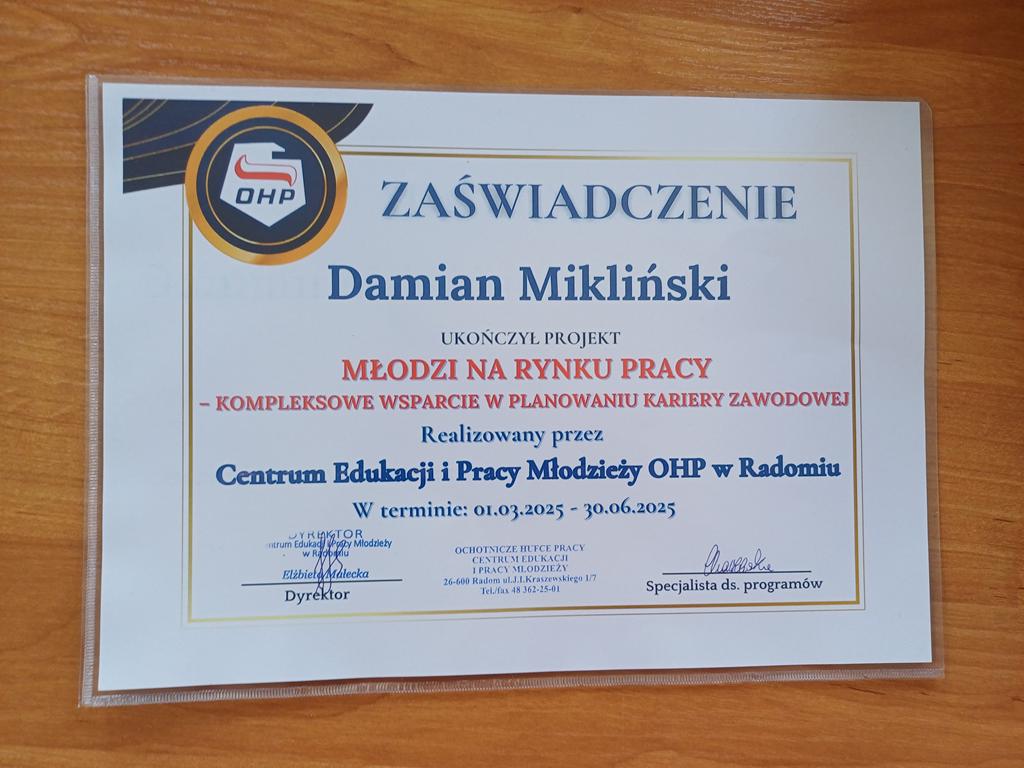 OHP
ZAŚWIADCZENIE
Damian Mikliński
UKOŃCZYŁ PROJEKT
MŁODZI NA RYNKU PRACY
– KOMPLEKSOWE WSPARCIE W PLANOWANIU KARIERY ZAWODOWEJ
Realizowany przez
Centrum Edukacji i Pracy Młodzieży OHP w Radomiu
W terminie: 01.03.2025 - 30.06.2025
DYREKTOR
Centrum Edukacji i Pracy Młodzieży
w Radomiu
Elżbieta Małecka
Dyrektor
OCHOTNICZE HUFCE PRACY
CENTRUM EDUKACJI
I PRACY MŁODZIEŻY
26-600 Radom ul.J.I.Kraszewskiego 1/7
Tel./fax 48 362-25-01
Specjalista ds. programów